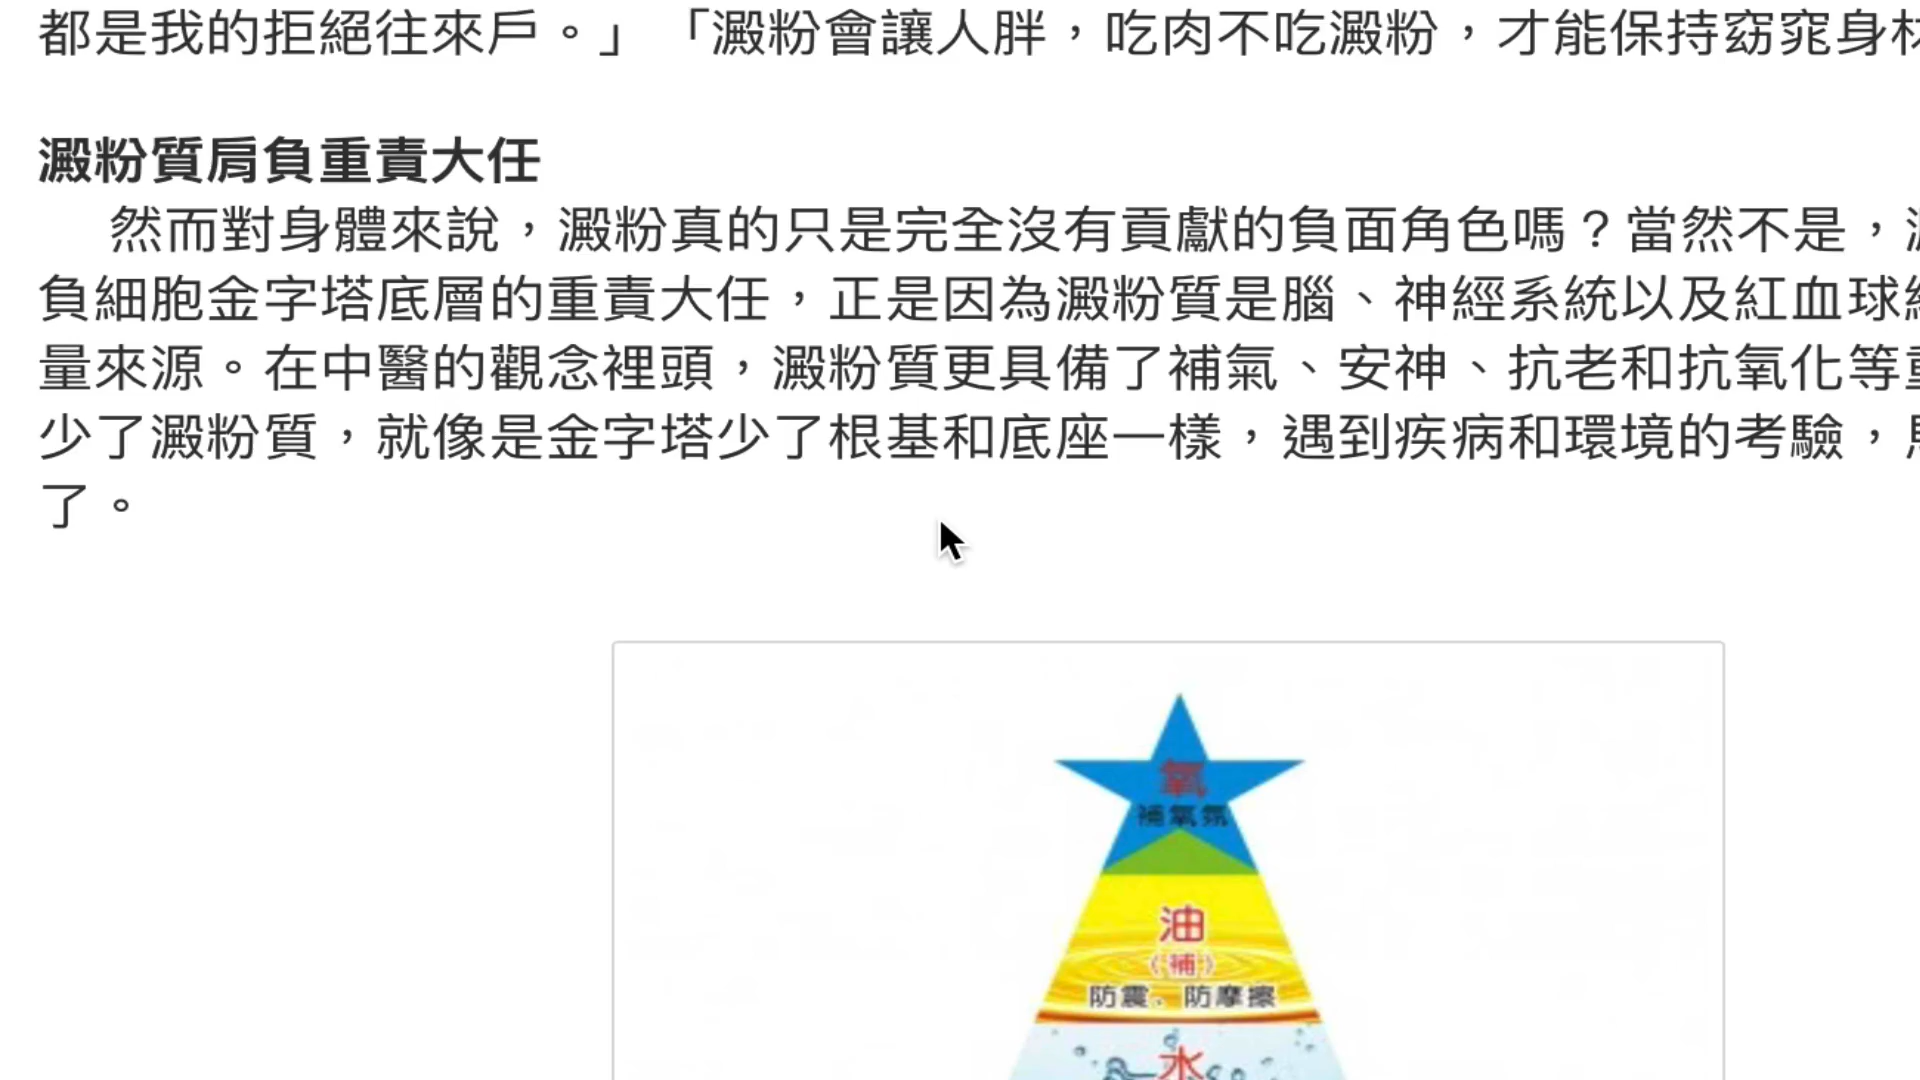 都是我的拒絕往來戶。」 「澱粉會讓人胖，吃肉不吃澱粉，才能保持窈窕身材
澱粉質肩負重責大任
然而對身體來說，澱粉真的只是完全沒有貢獻的負面角色嗎？當然不是，
負細胞金字塔底層的重責大任，正是因為澱粉質是腦、神經系統以及紅血球
量來源。在中醫的觀念裡頭，澱粉質更具備了補氣、安神、抗老和抗氧化等
少了澱粉質，就像是金字塔少了根基和底座一樣，遇到疾病和環境的考驗，
了。
氧
補氧氛
油
（補）
防震、防摩擦
水